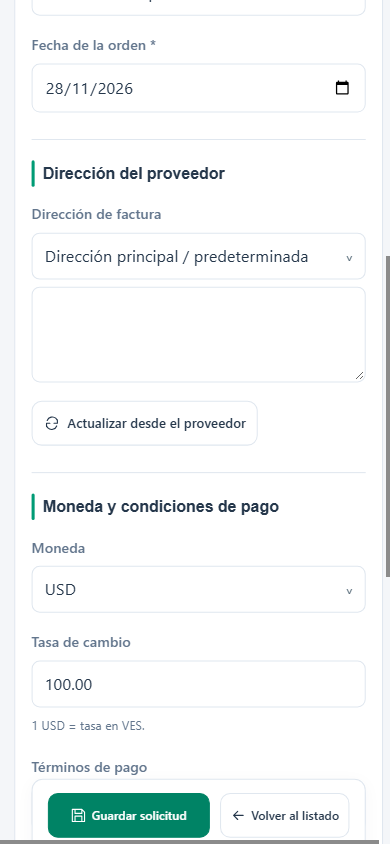 Fecha de la orden *
28/11/2026
Dirección del proveedor
Dirección de factura
Dirección principal / predeterminada
Actualizar desde el proveedor
Moneda y condiciones de pago
Moneda
USD
Tasa de cambio
100.00
1 USD = tasa en VES.
Términos de pago
Guardar solicitud
Volver al listado